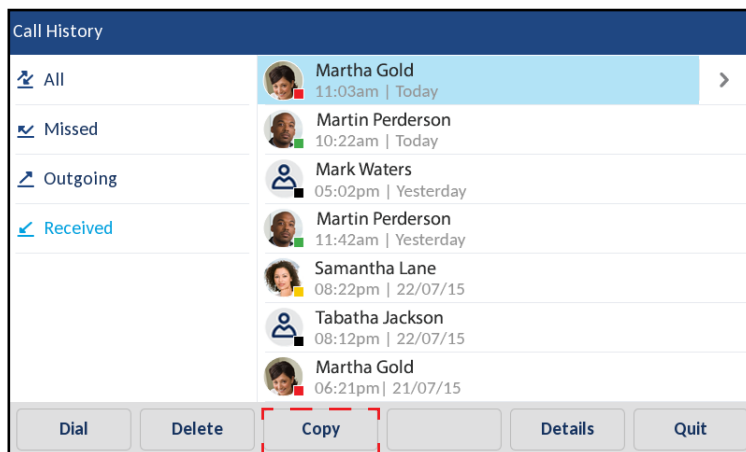 Call History
All
Missed
Outgoing
Received
Martha Gold
11:03am | Today
Martin Perderson
10:22am | Today
Mark Waters
05:02pm | Yesterday
Martin Perderson
11:42am | Yesterday
Samantha Lane
08:22pm | 22/07/15
Tabatha Jackson
08:12pm | 22/07/15
Martha Gold
06:21pm| 21/07/15
Dial Delete Copy Details Quit